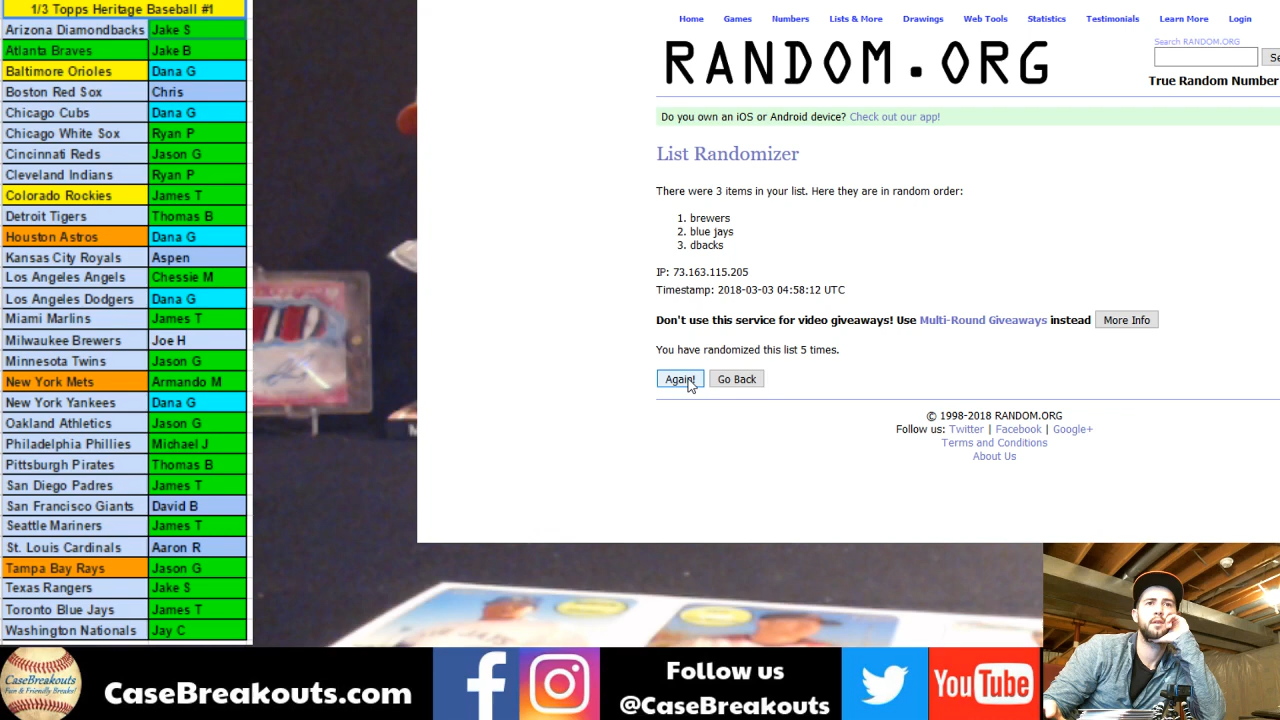 1/3 Topps Heritage Baseball #1
Arizona Diamondbacks Jake S
Atlanta Braves Jake B
Baltimore Orioles Dana G
Boston Red Sox Chris
Chicago Cubs Dana G
Chicago White Sox Ryan P
Cincinnati Reds Jason G
Cleveland Indians Ryan P
Colorado Rockies James T
Detroit Tigers Thomas B
Houston Astros Dana G
Kansas City Royals Aspen
Los Angeles Angels Chessie M
Los Angeles Dodgers Dana G
Miami Marlins James T
Milwaukee Brewers Joe H
Minnesota Twins Jason G
New York Mets Armando M
New York Yankees Dana G
Oakland Athletics Jason G
Philadelphia Phillies Michael J
Pittsburgh Pirates Thomas B
San Diego Padres James T
San Francisco Giants David B
Seattle Mariners James T
St. Louis Cardinals Aaron R
Tampa Bay Rays Jason G
Texas Rangers Jake S
Toronto Blue Jays James T
Washington Nationals Jay C
Home Games Numbers Lists & More Drawings Web Tools Statistics Testimonials Learn More Login
RANDOM.ORG
Search RANDOM.ORG
Se
True Random Number
Do you own an iOS or Android device? Check out our app!
List Randomizer
There were 3 items in your list. Here they are in random order:
1. brewers
2. blue jays
3. dbacks
IP: 73.163.115.205
Timestamp: 2018-03-03 04:58:12 UTC
Don't use this service for video giveaways! Use Multi-Round Giveaways instead More Info
You have randomized this list 5 times.
Again! Go Back
© 1998-2018 RANDOM.ORG
Follow us: Twitter | Facebook | Google+
Terms and Conditions
About Us
CaseBreakouts
Fun & Friendly Breaks!
CaseBreakouts.com
Follow us
@CaseBreakouts
YouTube